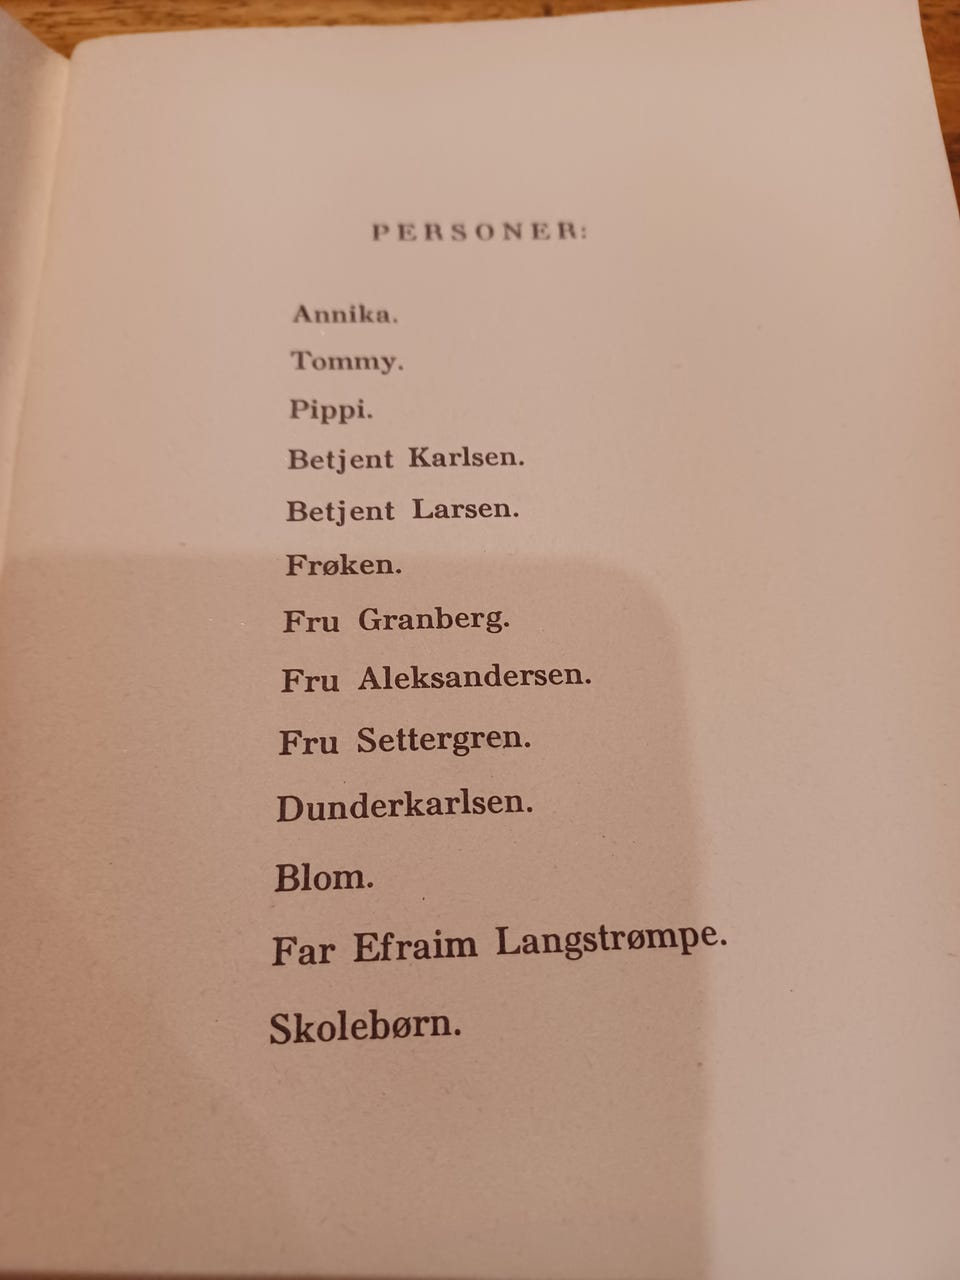 PERSONER:
Annika.
Tommy.
Pippi.
Betjent Karlsen.
Betjent Larsen.
Frøken.
Fru Granberg.
Fru Aleksandersen.
Fru Settergren.
Dunderkarlsen.
Blom.
Far Efraim Langstrømpe.
Skolebørn.